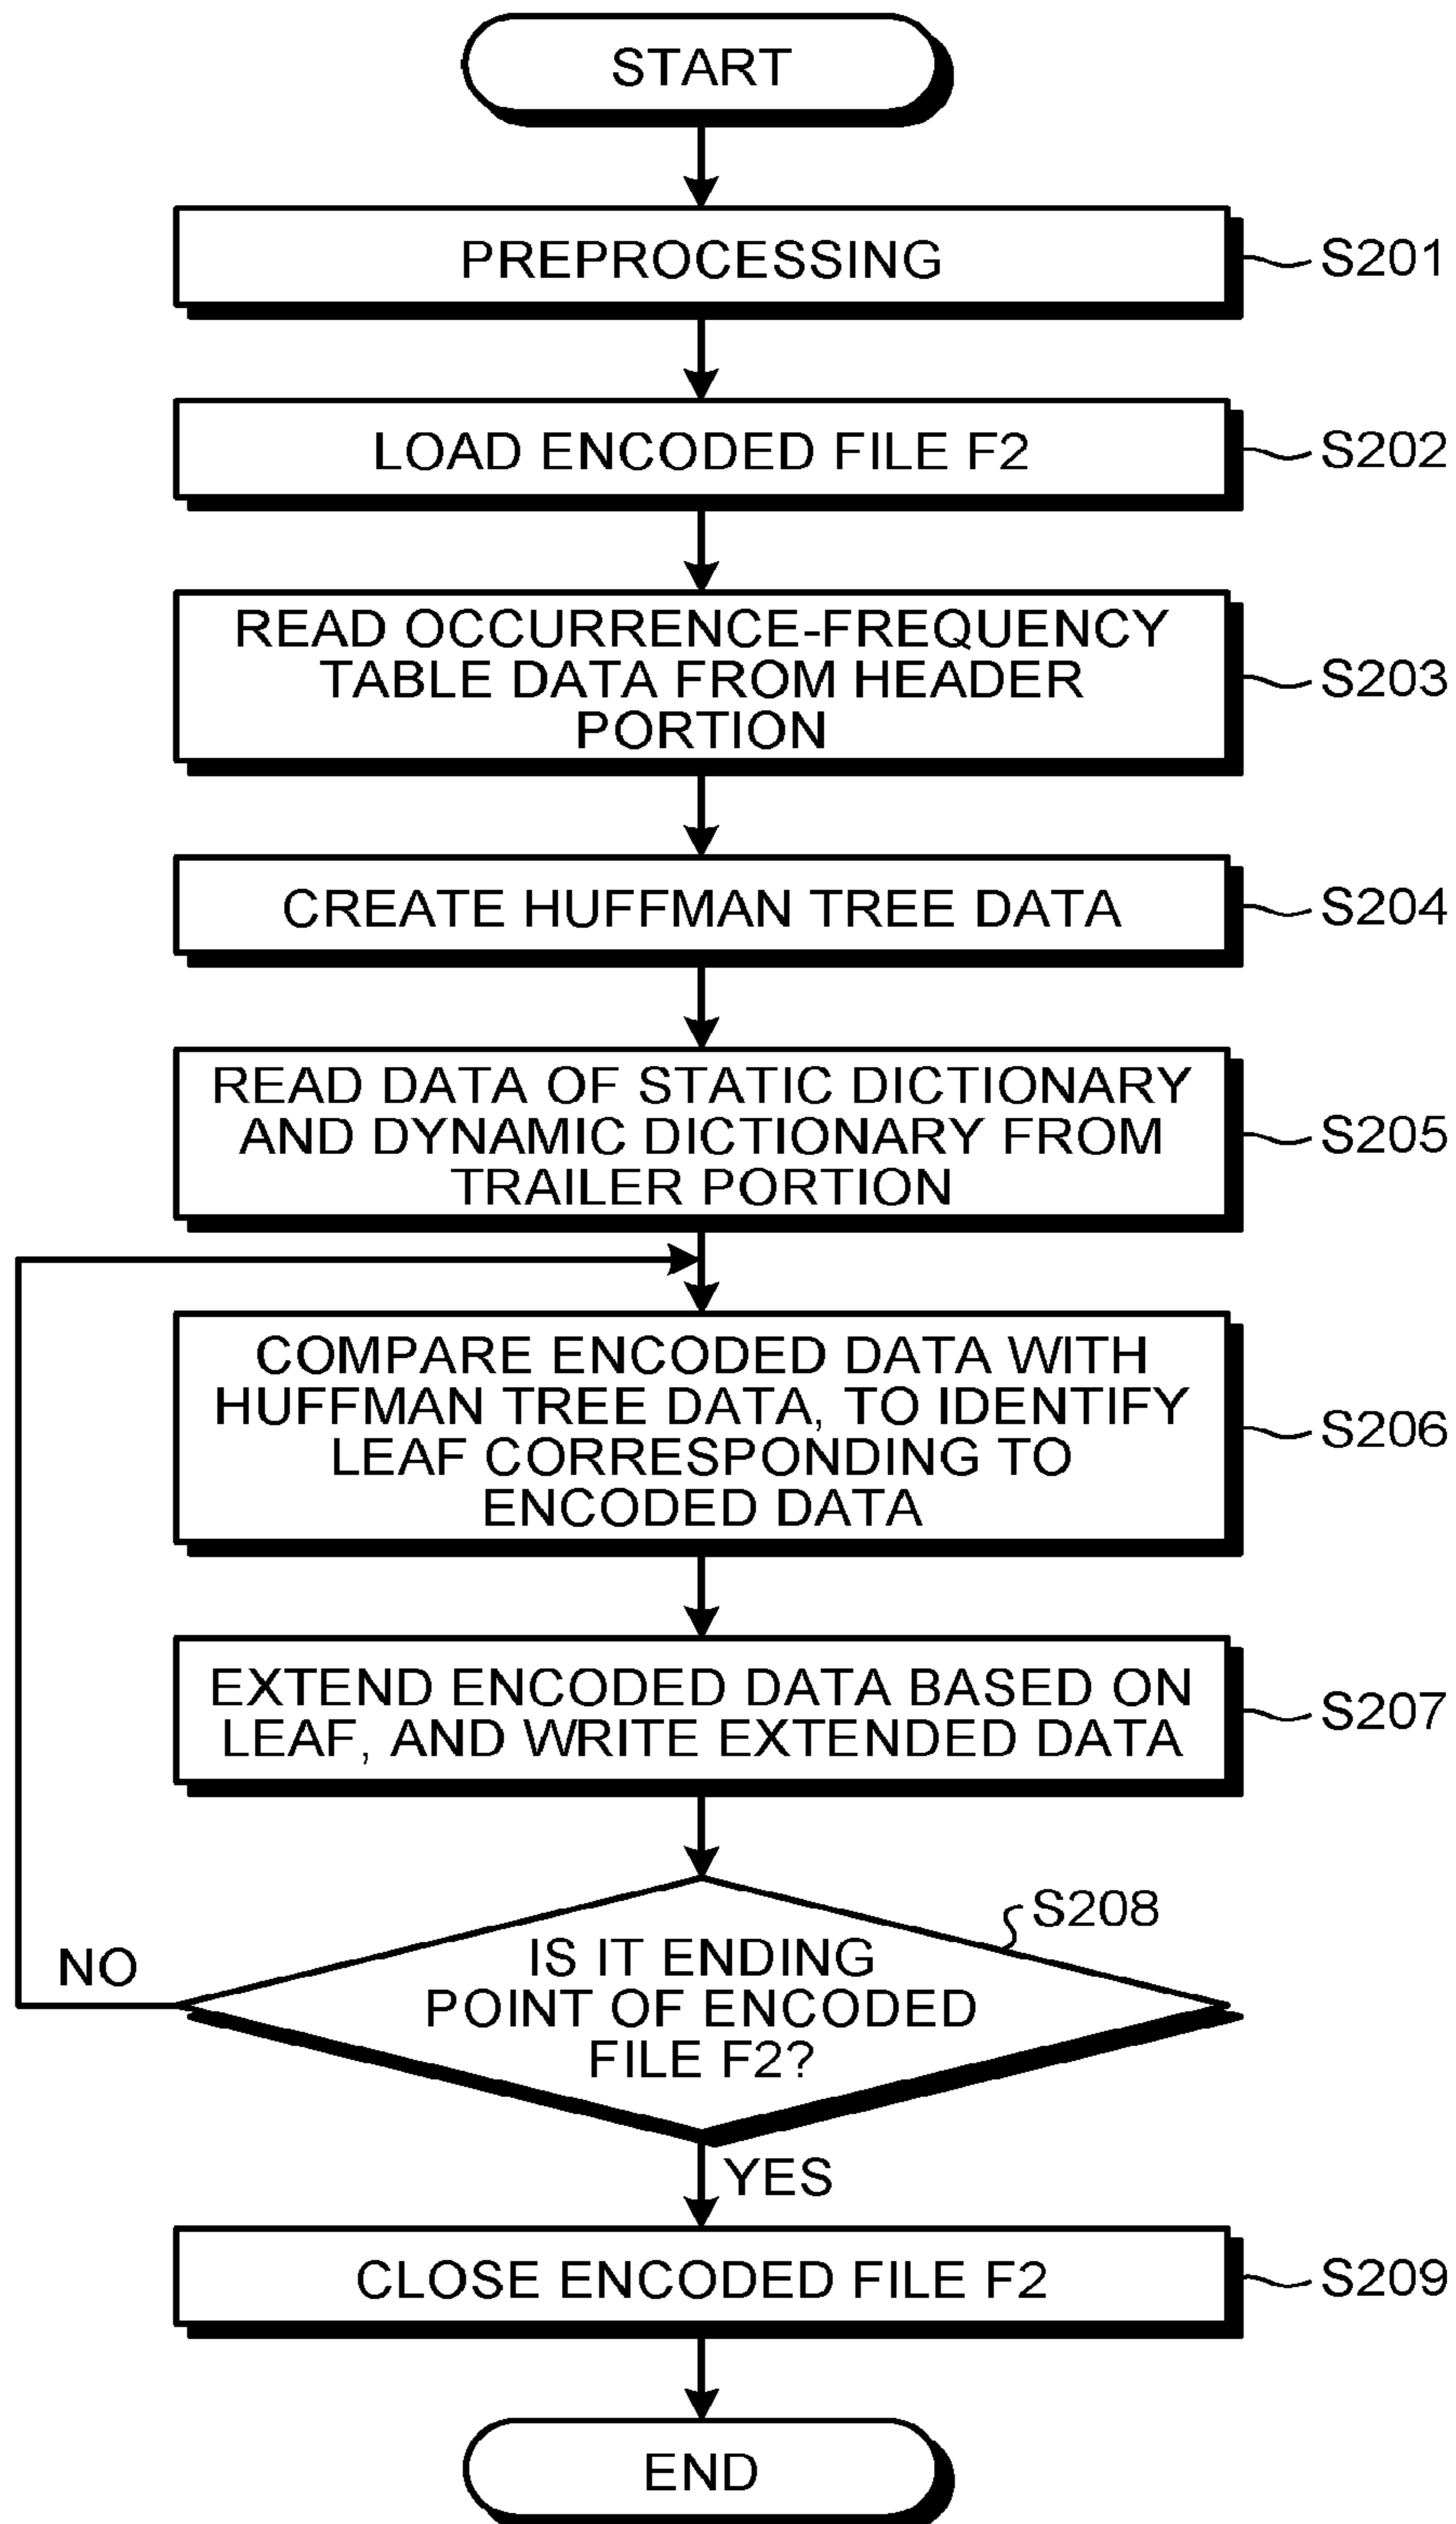 START
PREPROCESSING
S201
LOAD ENCODED FILE F2
S202
READ OCCURRENCE-FREQUENCY
TABLE DATA FROM HEADER
PORTION
S203
CREATE HUFFMAN TREE DATA
S204
READ DATA OF STATIC DICTIONARY
AND DYNAMIC DICTIONARY FROM
TRAILER PORTION
S205
COMPARE ENCODED DATA WITH
HUFFMAN TREE DATA, TO IDENTIFY
LEAF CORRESPONDING TO
ENCODED DATA
S206
EXTEND ENCODED DATA BASED ON
LEAF, AND WRITE EXTENDED DATA
S207
S208
NO
IS IT ENDING
POINT OF ENCODED
FILE F2?
YES
CLOSE ENCODED FILE F2
S209
END